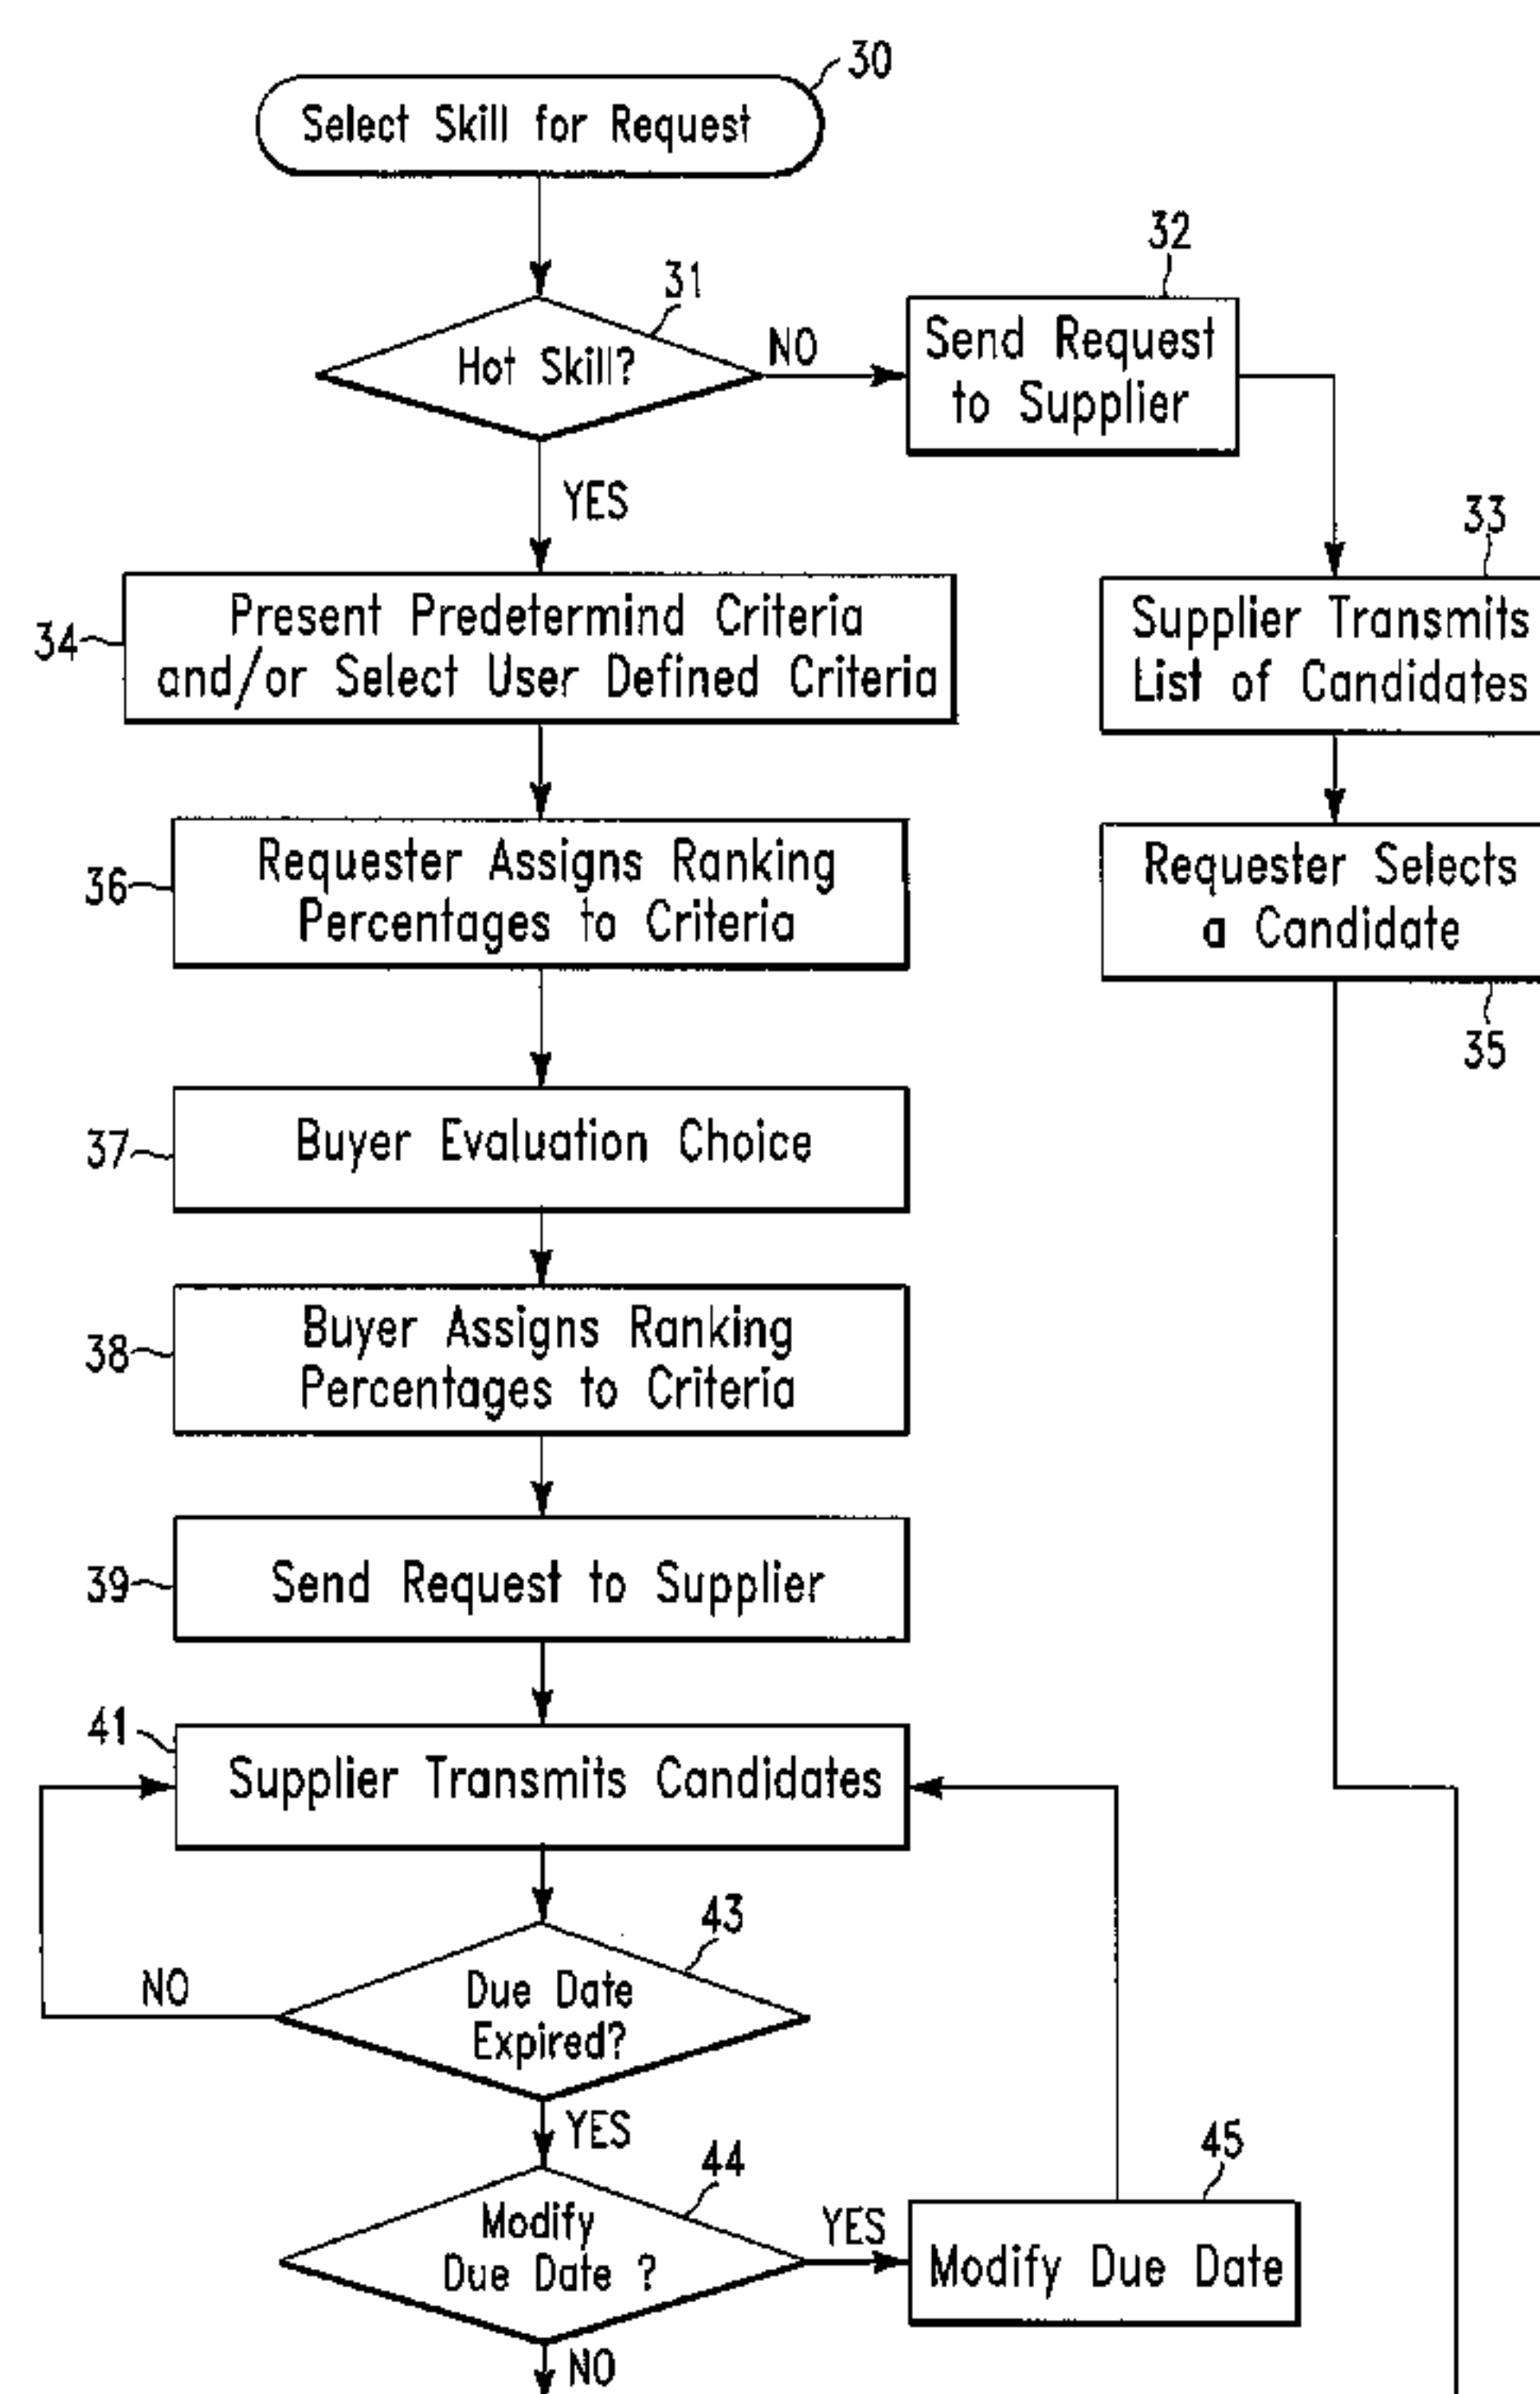 30
Select Skill for Request
32
31
Hot Skill?
NO
Send Request
to Supplier
YES
33
34
Present Predetermind Criteria
and/or Select User Defined Criteria
Supplier Transmits
List of Candidates
36
Requester Assigns Ranking
Percentages to Criteria
Requester Selects
a Candidate
35
37
Buyer Evaluation Choice
38
Buyer Assigns Ranking
Percentages to Criteria
39
Send Request to Supplier
41
Supplier Transmits Candidates
43
NO
Due Date
Expired?
YES
44
45
Modify
Due Date ?
YES
Modify Due Date
NO